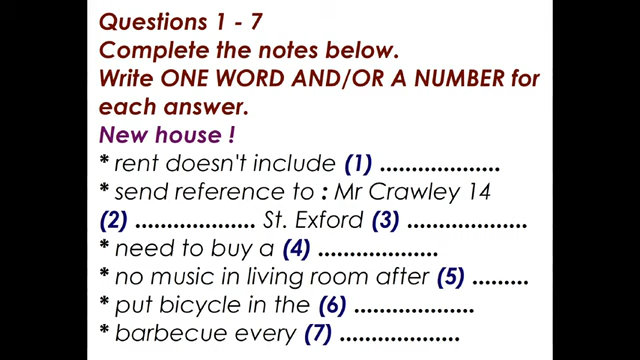 Questions 1 - 7
Complete the notes below.
Write ONE WORD AND/OR A NUMBER for
each answer.
New house !
* rent doesn't include (1) ...................
* send reference to : Mr Crawley 14
(2) ................... St. Exford (3) ...................
* need to buy a (4) ...................
* no music in living room after (5) .........
* put bicycle in the (6) ...................
* barbecue every (7) ...................